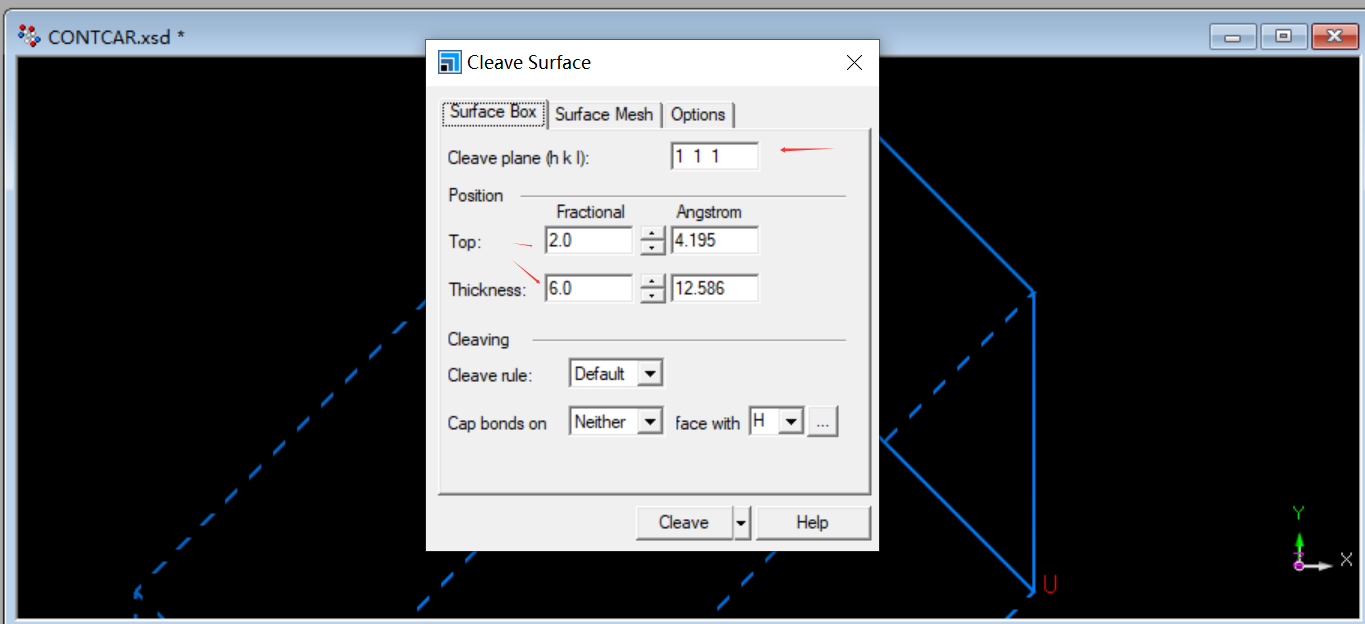 CONTCAR.xsd *
Cleave Surface
Surface Box Surface Mesh Options
Cleave plane (h k l): 1 1 1
Position
Fractional Angstrom
Top: 2.0 4.195
Thickness: 6.0 12.586
Cleaving
Cleave rule: Default
Cap bonds on Neither face with H ...
Cleave Help
Y
X
U